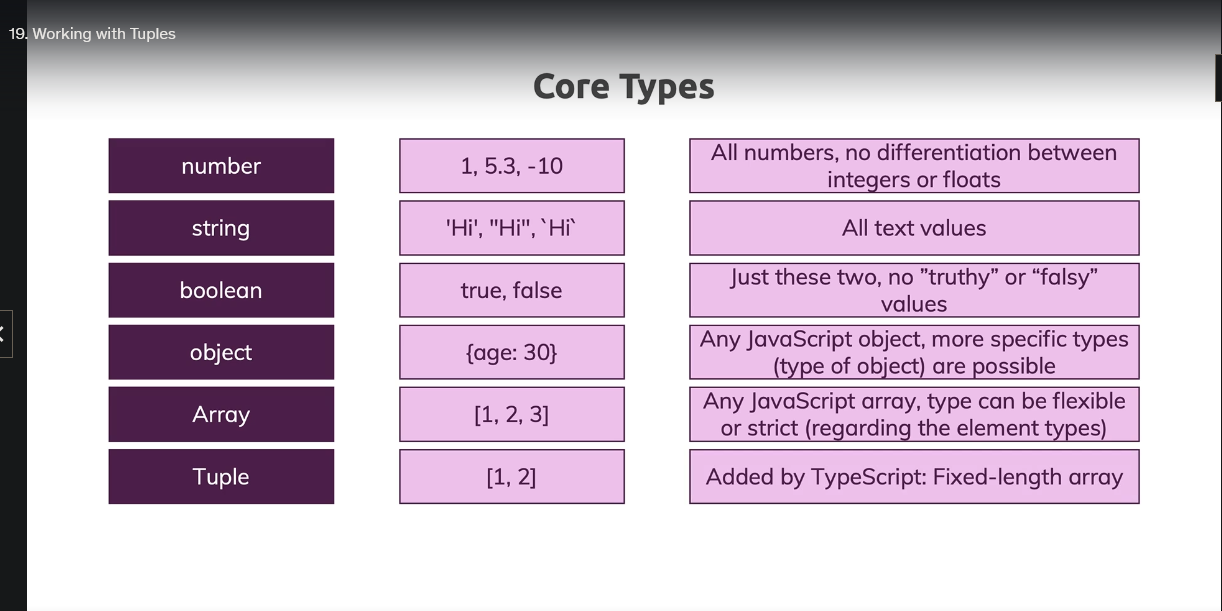 19. Working with Tuples
Core Types
number
1, 5.3, -10
All numbers, no differentiation between
integers or floats
string
'Hi', "Hi", `Hi`
All text values
boolean
true, false
Just these two, no ”truthy” or “falsy”
values
object
{age: 30}
Any JavaScript object, more specific types
(type of object) are possible
Array
[1, 2, 3]
Any JavaScript array, type can be flexible
or strict (regarding the element types)
Tuple
[1, 2]
Added by TypeScript: Fixed-length array